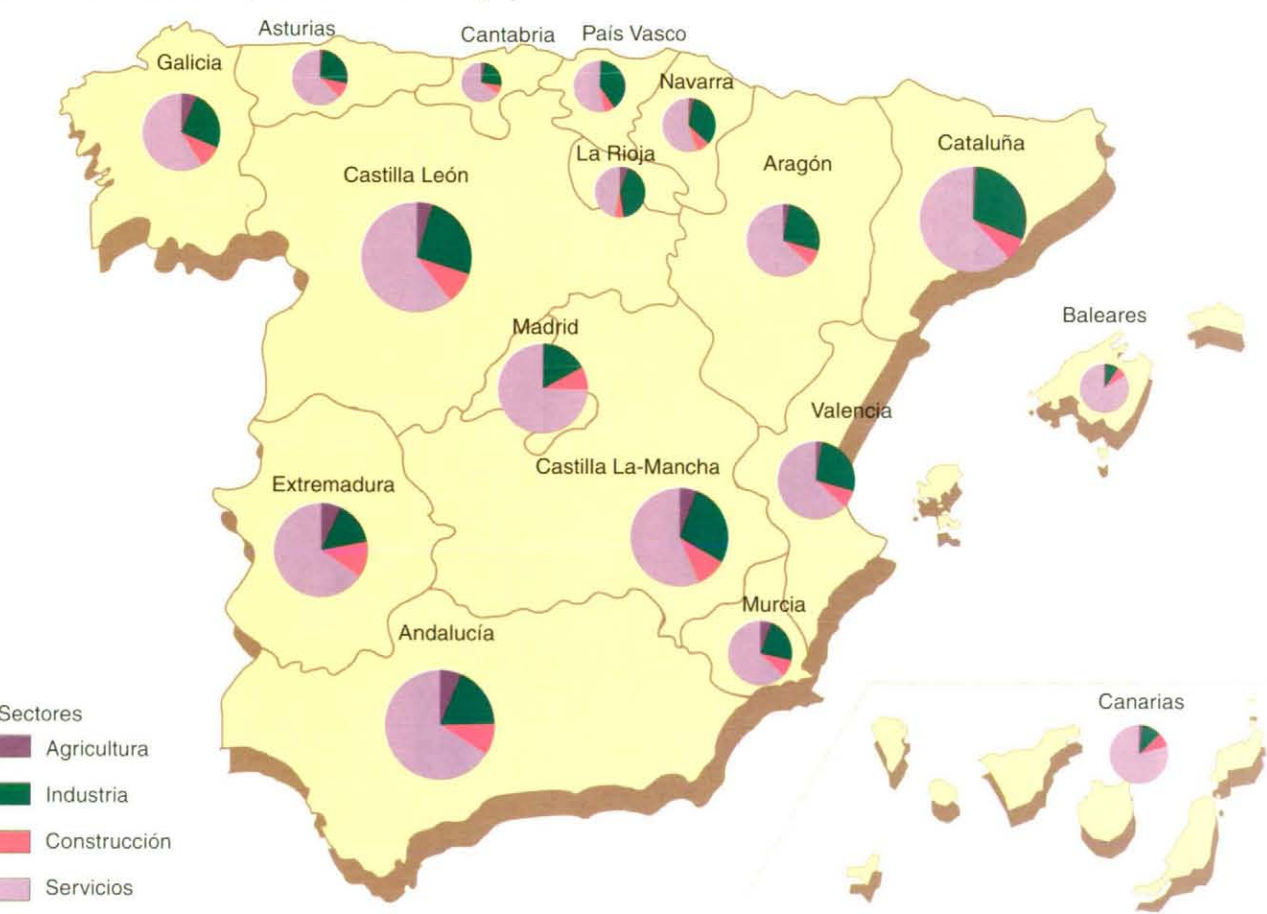 Asturias
Cantabria
País Vasco
Galicia
Navarra
Cataluña
La Rioja
Aragón
Castilla León
Baleares
Madrid
Valencia
Castilla La-Mancha
Extremadura
Murcia
Andalucía
Canarias
Sectores
Agricultura
Industria
Construcción
Servicios